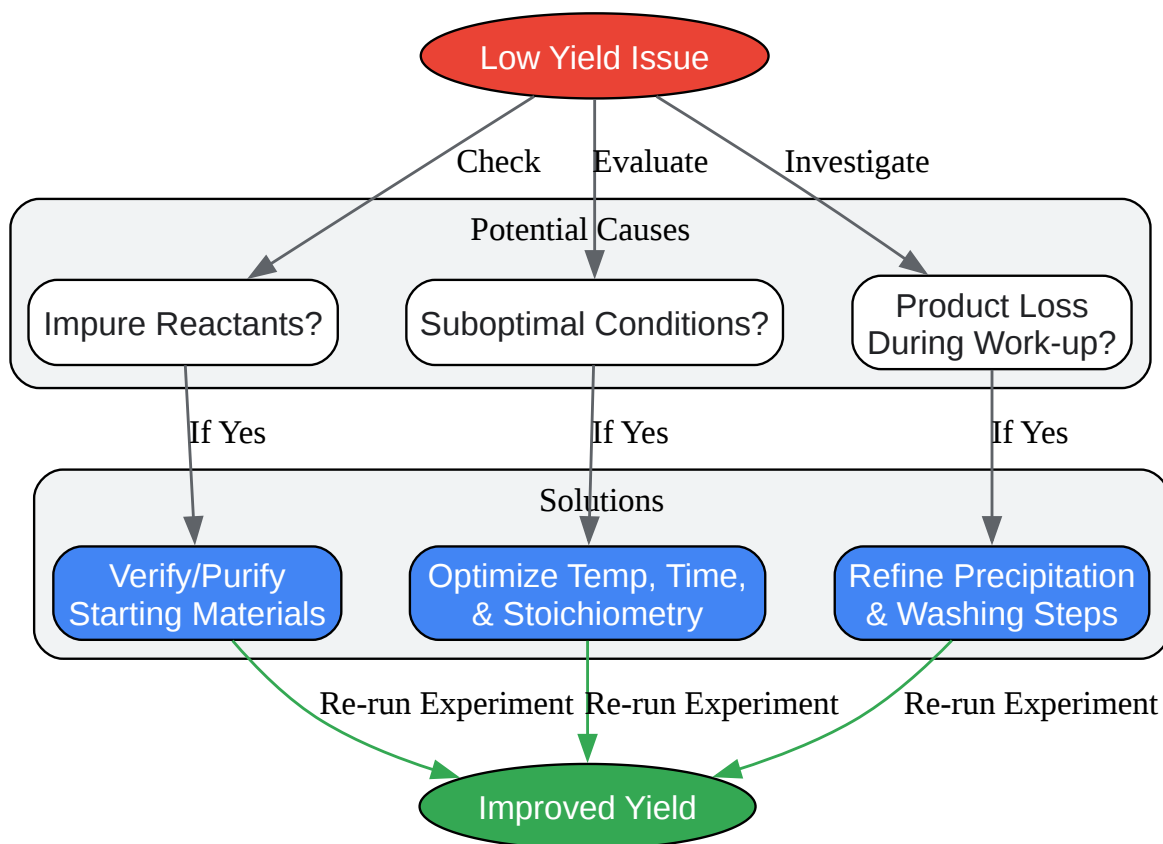 Low Yield Issue
Check
Evaluate
Investigate
Potential Causes
Impure Reactants?
Suboptimal Conditions?
Product Loss
During Work-up?
If Yes
If Yes
If Yes
Solutions
Verify/Purify
Starting Materials
Optimize Temp, Time,
& Stoichiometry
Refine Precipitation
& Washing Steps
Re-run Experiment
Re-run Experiment
Re-run Experiment
Improved Yield